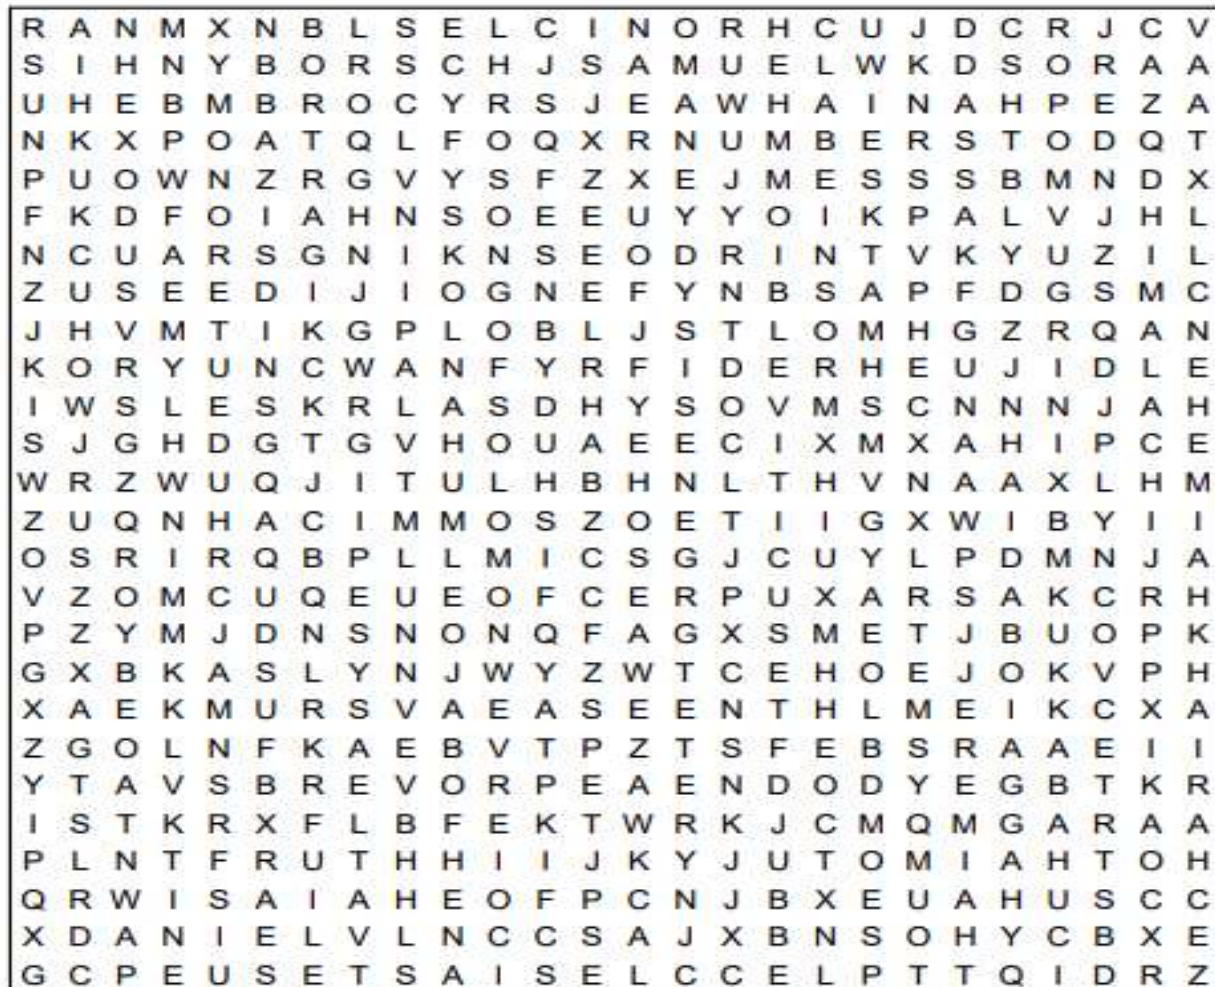 R A N M X N B L S E L C I N O R H C U J D C R J C V
S I H N Y B O R S C H J S A M U E L W K D S O R A A
U H E B M B R O C Y R S J E A W H A I N A H P E Z A
N K X P O A T Q L F O Q X R N U M B E R S T O D Q T
P U O W N Z R G V Y S F Z X E J M E S S S B M N D X
F K D F O I A H N S O E E U Y Y O I K P A L V J H L
N C U A R S G N I K N S E O D R I N T V K Y U Z I L
Z U S E E D I J I O G N E F Y N B S A P F D G S M C
J H V M T I K G P L O B L J S T L O M H G Z R Q A N
K O R Y U N C W A N F Y R F I D E R H E U J I D L E
I W S L E S K R L A S D H Y S O V M S C N N N J A H
S J G H D G T G V H O U A E E C I X M X A H I P C E
W R Z W U Q J I T U L H B H N L T H V N A A X L H M
Z U Q N H A C I M M O S Z O E T I I G X W I B Y I I
O S R I R Q B P L L M I C S G J C U Y L P D M N J A
V Z O M C U Q E U E O F C E R P U X A R S A K C R H
P Z Y M J D N S N O N Q F A G X S M E T J B U O P K
G X B K A S L Y N J W Y Z W T C E H O E J O K V P H
X A E K M U R S V A E A S E E N T H L M E I K C X A
Z G O L N F K A E B V T P Z T S F E B S R A A E I I
Y T A V S B R E V O R P E A E N D O D Y E G B T K R
I S T K R X F L B F E K T W R K J C M Q M G A R A A
P L N T F R U T H H I I J K Y J U T O M I A H T O H
Q R W I S A I A H E O F P C N J B X E U A H U S C C
X D A N I E L V L N C C S A J X B N S O H Y C B X E
G C P E U S E T S A I S E L C C E L P T T Q I D R Z